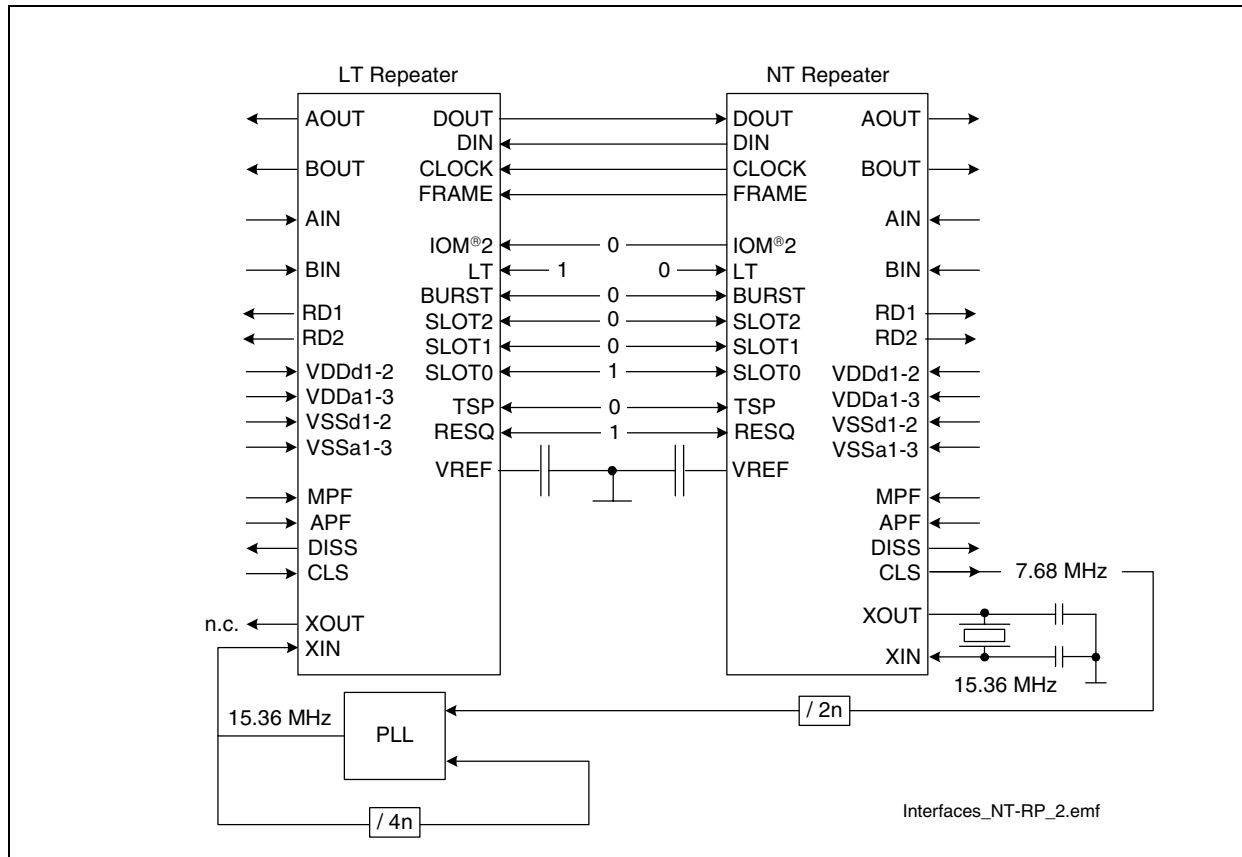 LT Repeater NT Repeater
AOUT DOUT DOUT AOUT
DIN DIN
BOUT CLOCK CLOCK BOUT
FRAME FRAME
AIN AIN
IOM®2 0 IOM®2
BIN LT 1 0 LT BIN
BURST 0 BURST
RD1 SLOT2 0 SLOT2 RD1
RD2 SLOT1 0 SLOT1 RD2
VDDd1-2 SLOT0 1 SLOT0 VDDd1-2
VDDa1-3 TSP 0 TSP VDDa1-3
VSSd1-2 RESQ 1 RESQ VSSd1-2
VSSa1-3 VSSa1-3
VREF VREF
MPF MPF
APF APF
DISS DISS
CLS CLS 7.68 MHz
n.c. XOUT XOUT
XIN XIN
15.36 MHz
/ 2n
15.36 MHz PLL
/ 4n
Interfaces_NT-RP_2.emf